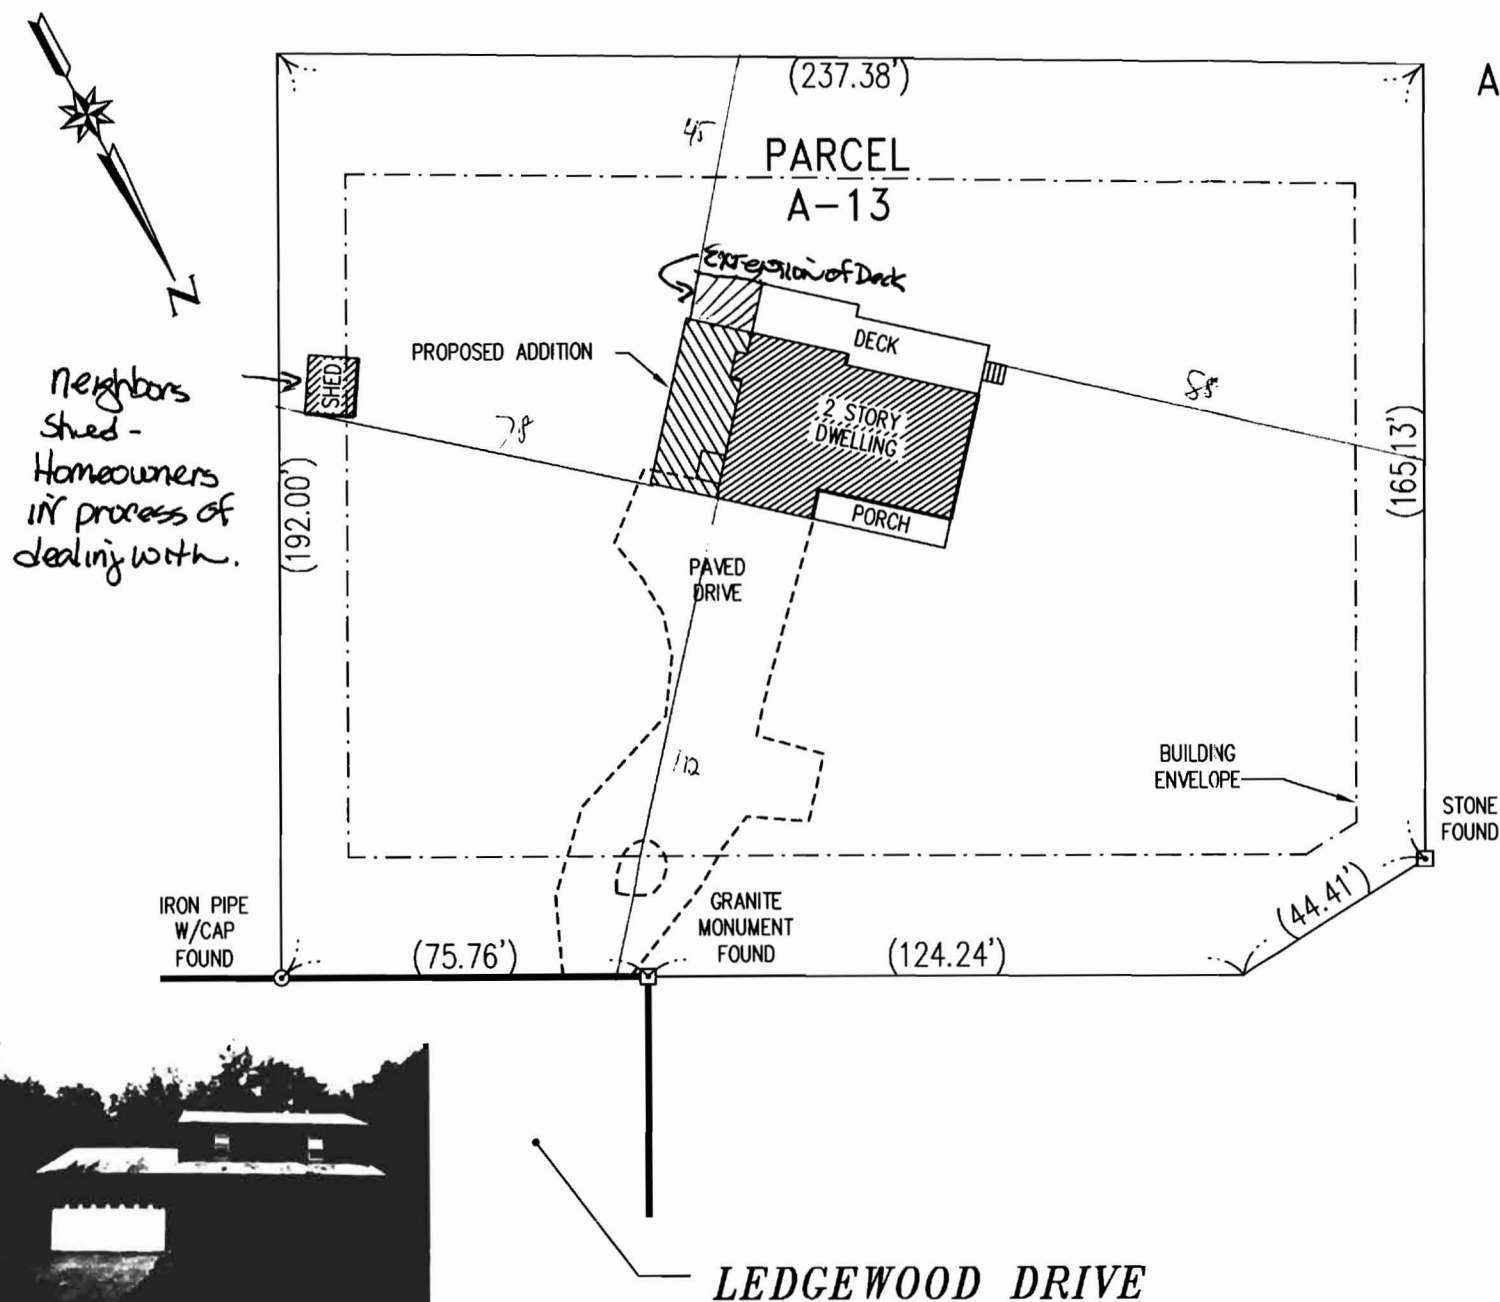 (237.38')
A
45
PARCEL
A-13
N
Extension of Deck
PROPOSED ADDITION
DECK
SHED
neighbors
shed-
Homeowners
in process of
dealing with.
78
88
2 STORY
DWELLING
(192.00')
(165.13')
PORCH
PAVED
DRIVE
112
BUILDING
ENVELOPE
STONE
FOUND
IRON PIPE
W/CAP
FOUND
(75.76')
GRANITE
MONUMENT
FOUND
(124.24')
(44.41')
LEDGEWOOD DRIVE